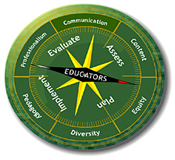 Communication
Content
Equity
Diversity
Pedagogy
Professionalism
Evaluate
Assess
Plan
Implement
EDUCATORS